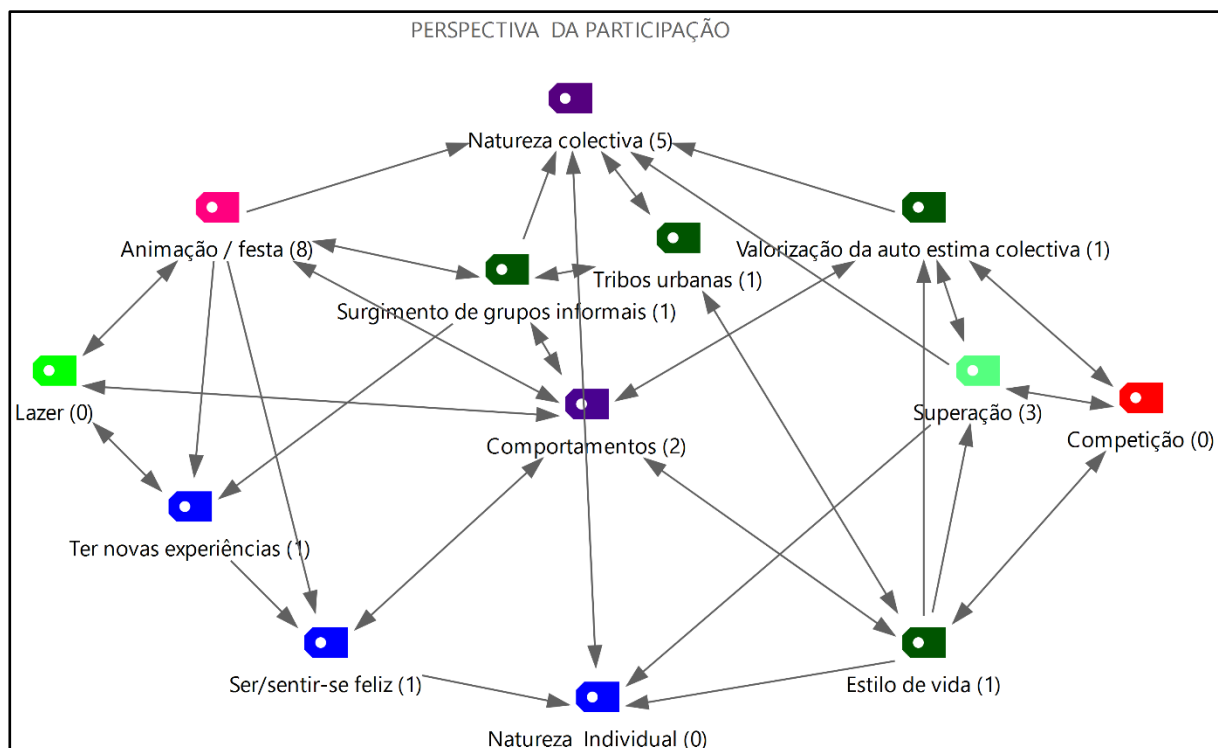 PERSPECTIVA DA PARTICIPAÇÃO
Natureza colectiva (5)
Animação / festa (8)
Valorização da auto estima colectiva (1)
Tribos urbanas (1)
Surgimento de grupos informais (1)
Lazer (0)
Superação (3)
Competição (0)
Comportamentos (2)
Ter novas experiências (1)
Ser/sentir-se feliz (1)
Estilo de vida (1)
Natureza Individual (0)